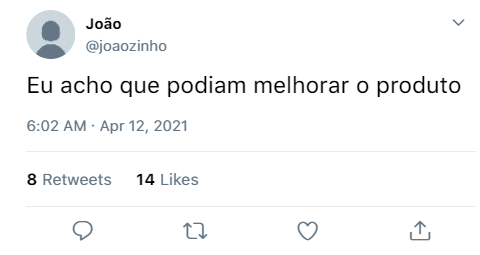 João
@joaozinho
Eu acho que podiam melhorar o produto
6:02 AM · Apr 12, 2021
8 Retweets 14 Likes